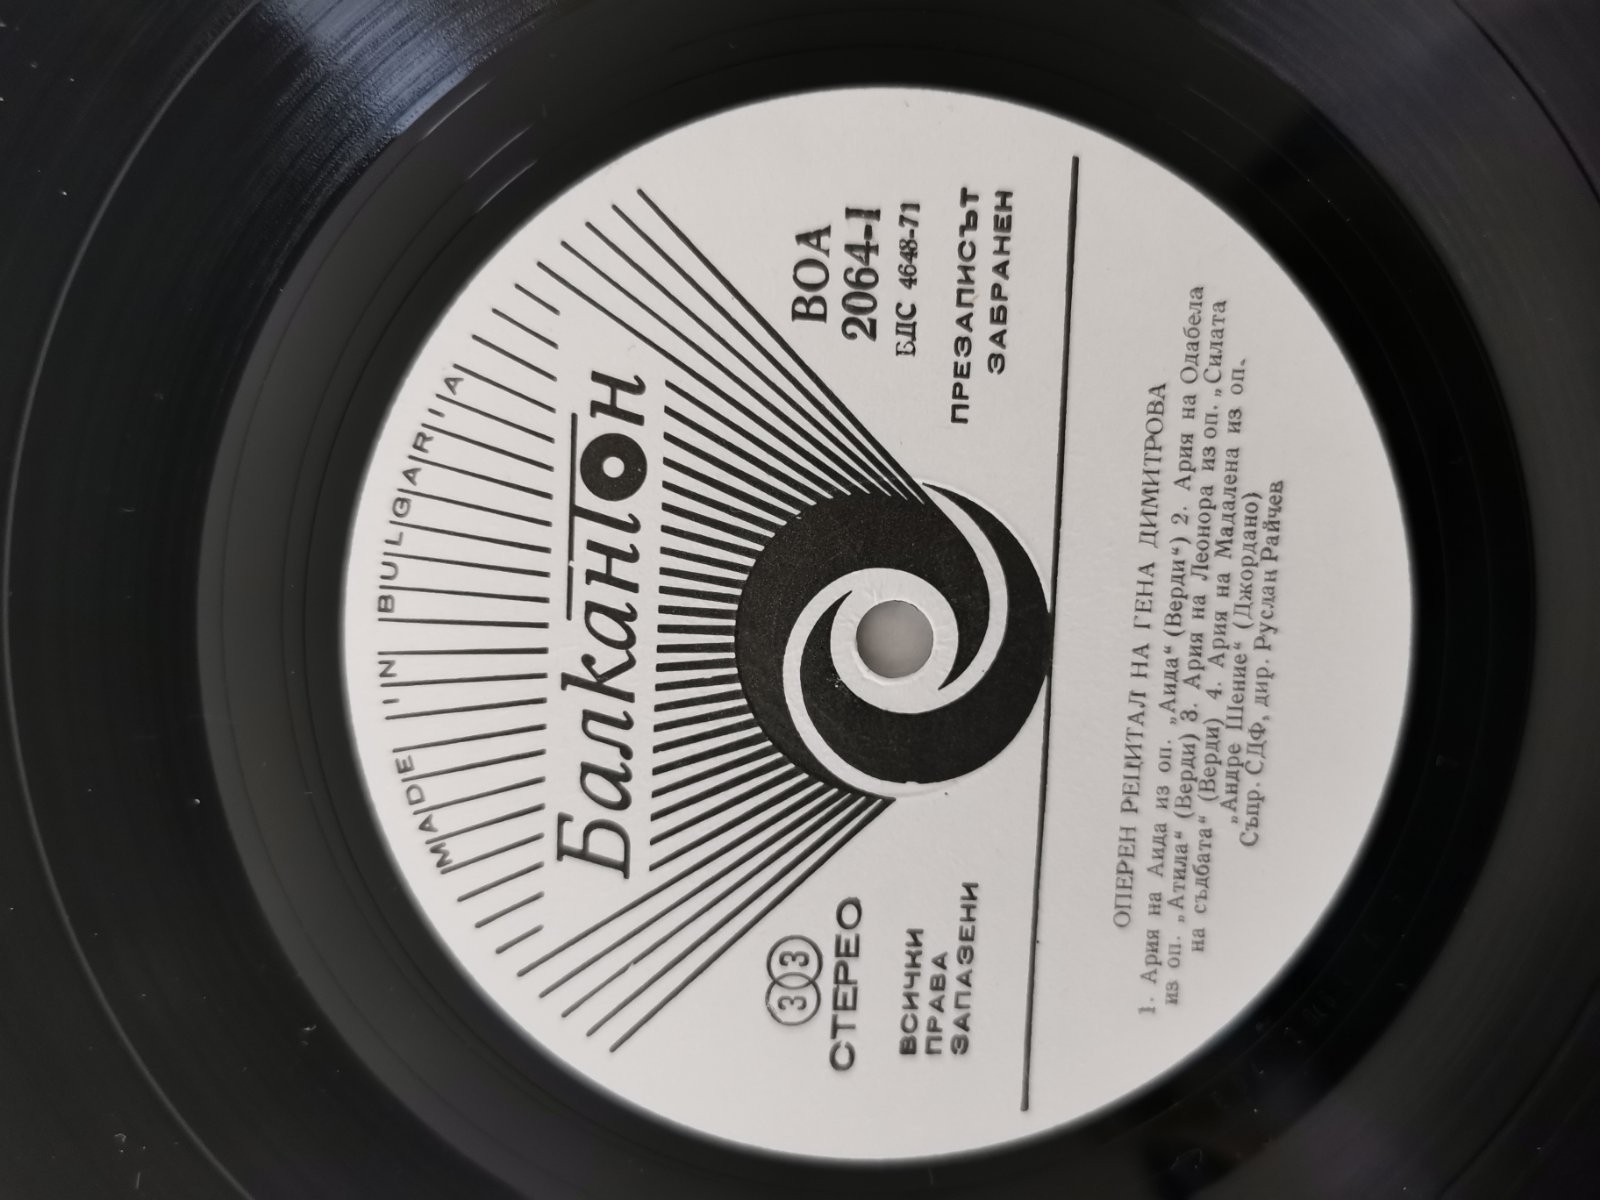 MADE IN BULGARIA
Балкантон
33
СТЕРЕО
ВСИЧКИ
ПРАВА
ЗАПАЗЕНИ
ВОА
2064-I
БДС 4648-71
ПРЕЗАПИСЪТ
ЗАБРАНЕН
ОПЕРЕН РЕЦИТАЛ НА ГЕНА ДИМИТРОВА
1. Ария на Аида из оп. „Аида“ (Верди“) 2. Ария на Одабела
из оп. „Атила“ (Верди) 3. Ария на Леонора из оп. „Силата
на съдбата“ (Верди) 4. Ария на Мадалена из оп.
„Андре Шение“ (Джордано)
Съпр. СДФ, дир. Руслан Райчев